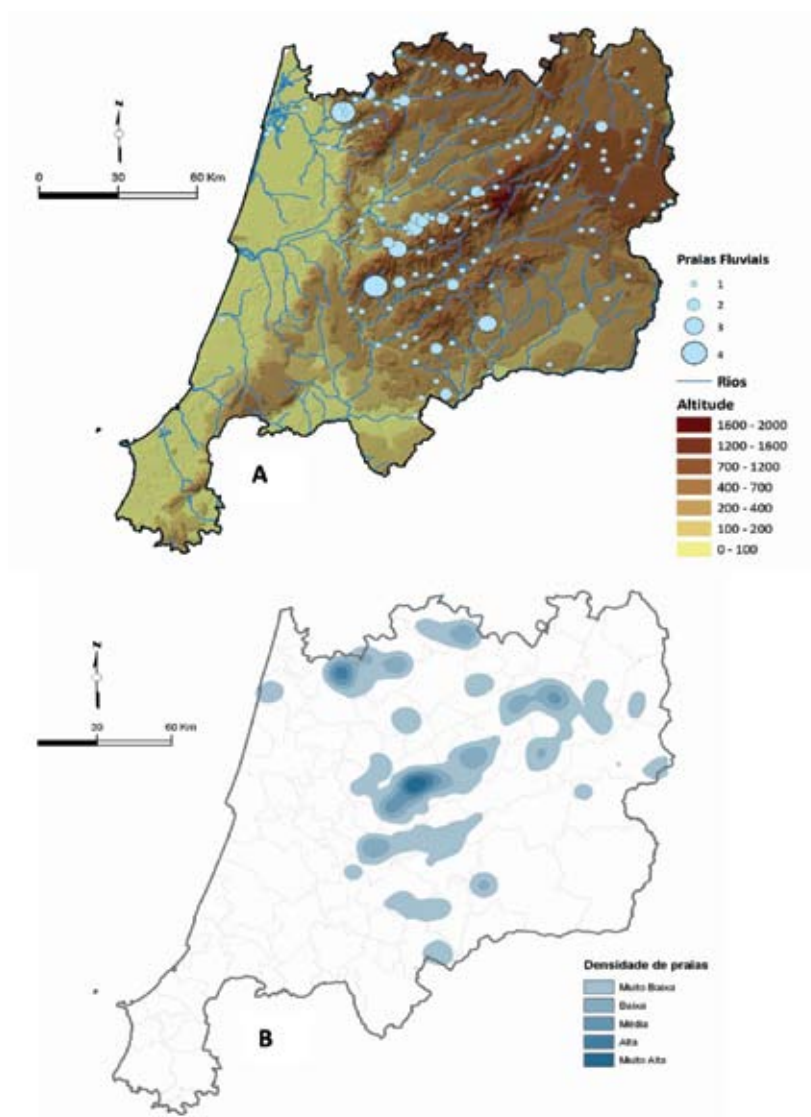 N
0 30 60 Km
Praias Fluviais
1
2
3
4
Rios
Altitude
1600 - 2000
1200 - 1600
700 - 1200
400 - 700
200 - 400
100 - 200
0 - 100
A
N
60 Km
Densidade de praias
Muito Baixa
Baixa
Média
Alta
Muito Alta
B